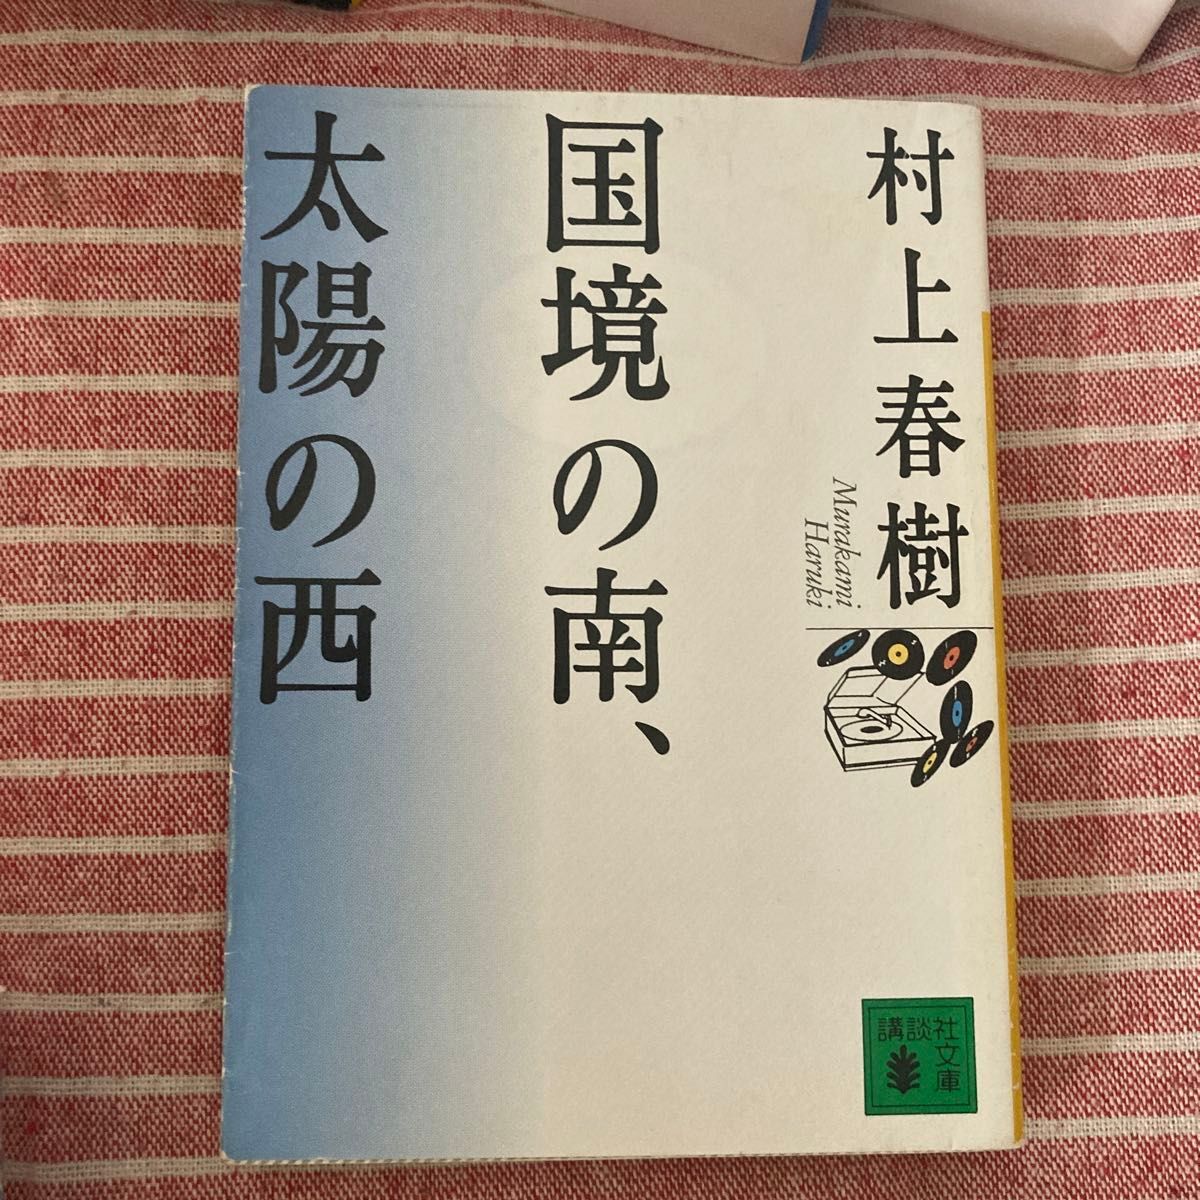 村上春樹
Murakami
Haruki
国境の南、
太陽の西
講談社
文庫